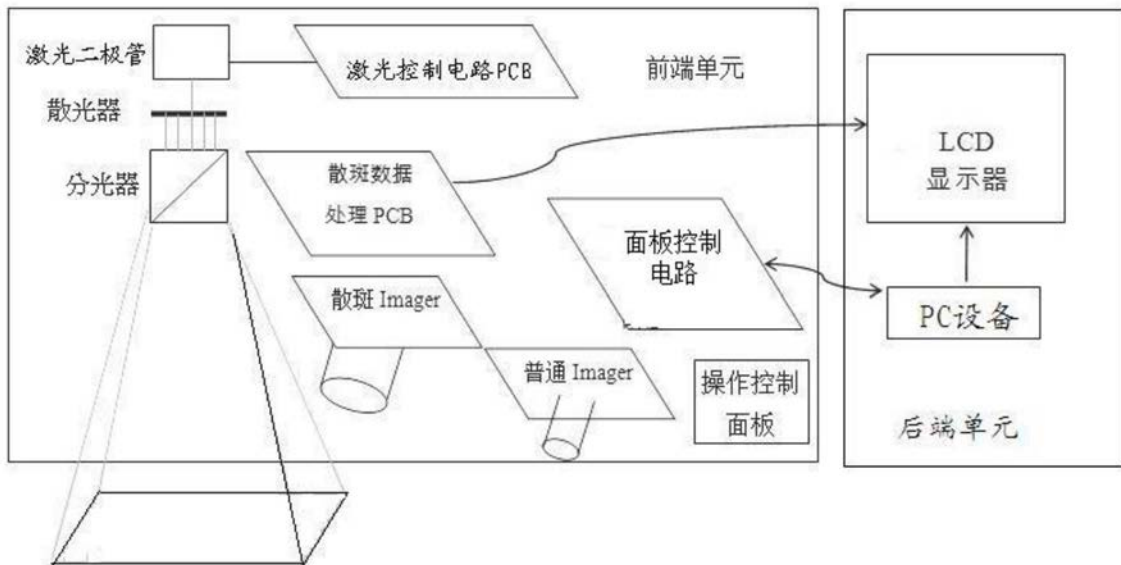 激光二极管
激光控制电路PCB
前端单元
散光器
LCD
显示器
分光器
散斑数据
处理 PCB
面板控制
电路
散斑 Imager
PC设备
普通 Imager
操作控制
面板
后端单元